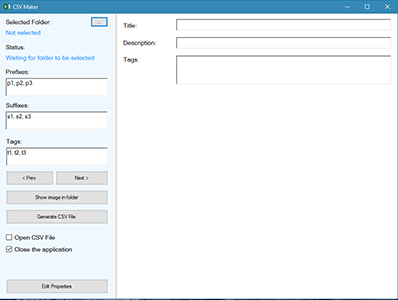 CSV Maker
Selected Folder:
...
Not selected
Status:
Waiting for folder to be selected
Prefixes:
p1, p2, p3
Suffixes:
s1, s2, s3
Tags:
t1, t2, t3
< Prev
Next >
Show image in folder
Generate CSV File
Open CSV File
Close the application
Edit Properties
Title:
Description:
Tags: